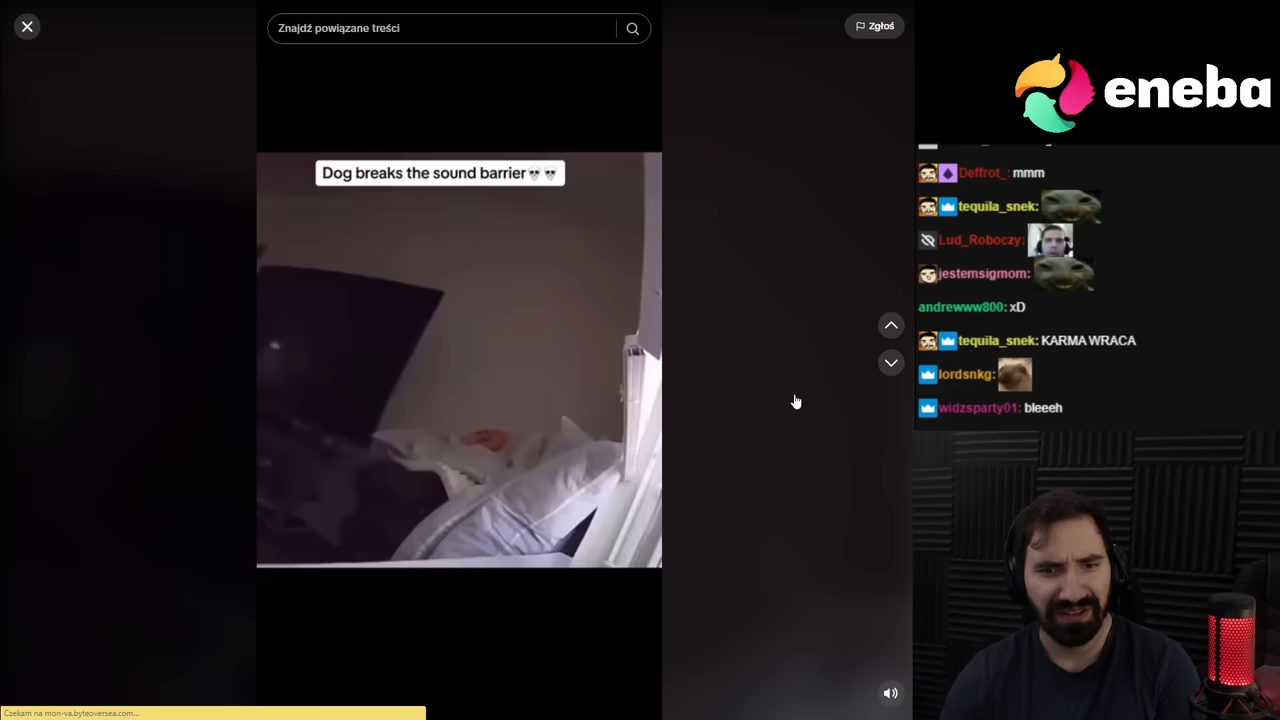 Znajdź powiązane treści
Zgłoś
eneba
Dog breaks the sound barrier💀💀
Deffrot_: mmm
tequila_snek:
Lud_Roboczy:
jestemsigmom:
andrewww800: xD
tequila_snek: KARMA WRACA
lordsnkg:
widzsparty01: bleeeh
Czekam na mon-va.byteoversea.com...